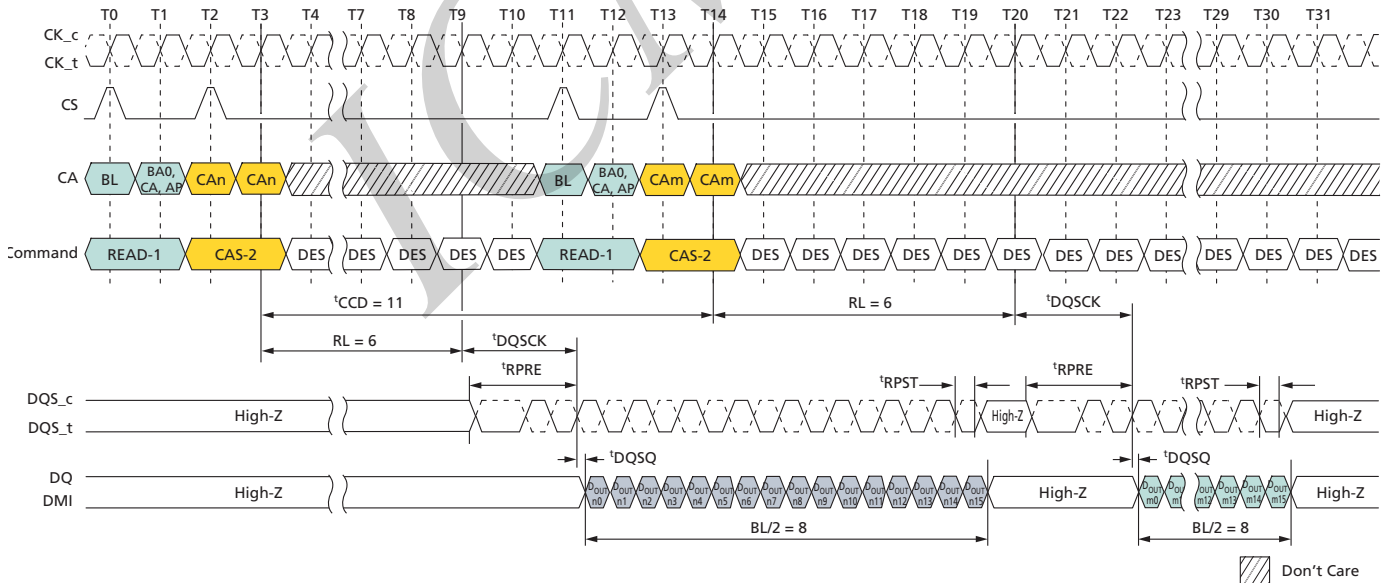 T0 T1 T2 T3 T4 T7 T8 T9 T10 T11 T12 T13 T14 T15 T16 T17 T18 T19 T20 T21 T22 T23 T29 T30 T31
CK_c
CK_t
CS
CA BL BA0, CA, AP CAn CAn BL BA0, CA, AP CAm CAm
Command READ-1 CAS-2 DES DES DES DES DES READ-1 CAS-2 DES DES DES DES DES DES DES DES DES DES DES DES DES
tCCD = 11 RL = 6 tDQSCK
RL = 6 tDQSCK
tRPRE tRPST tRPRE tRPST
DQS_c
DQS_t High-Z High-Z High-Z
tDQSQ tDQSQ
DQ
DMI High-Z DOUT n0 DOUT n1 DOUT n2 DOUT n3 DOUT n4 DOUT n5 DOUT n6 DOUT n7 DOUT n8 DOUT n9 DOUT n10 DOUT n11 DOUT n12 DOUT n13 DOUT n14 DOUT n15 High-Z DOUT m0 DOUT m1 DOUT m12 DOUT m13 DOUT m14 DOUT m15 High-Z
BL/2 = 8 BL/2 = 8
Don't Care